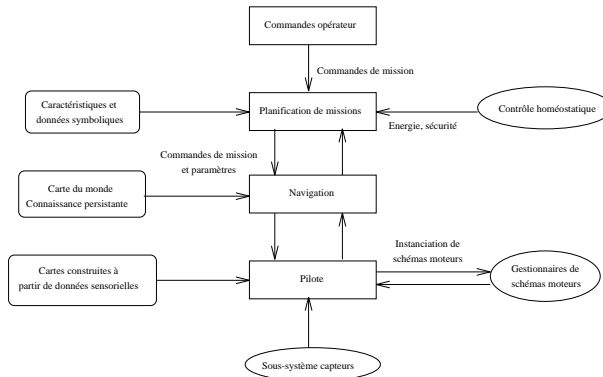 Commandes opérateur
Commandes de mission
Caractéristiques et
données symboliques
Planification de missions
Contrôle homéostatique
Energie, sécurité
Commandes de mission
et paramètres
Carte du monde
Connaissance persistante
Navigation
Instanciation de
schémas moteurs
Cartes construites à
partir de données sensorielles
Pilote
Gestionnaires de
schémas moteurs
Sous-système capteurs